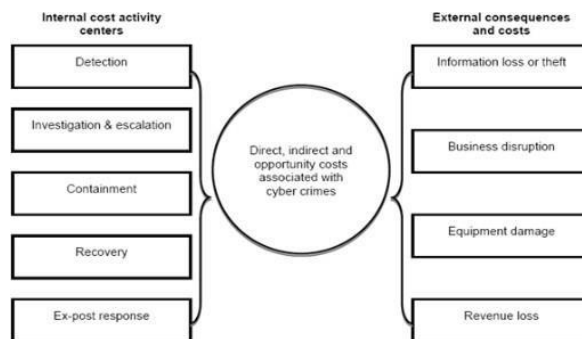 Internal cost activity
centers
Detection
Investigation & escalation
Containment
Recovery
Ex-post response
Direct, indirect and
opportunity costs
associated with
cyber crimes
External consequences
and costs
Information loss or theft
Business disruption
Equipment damage
Revenue loss